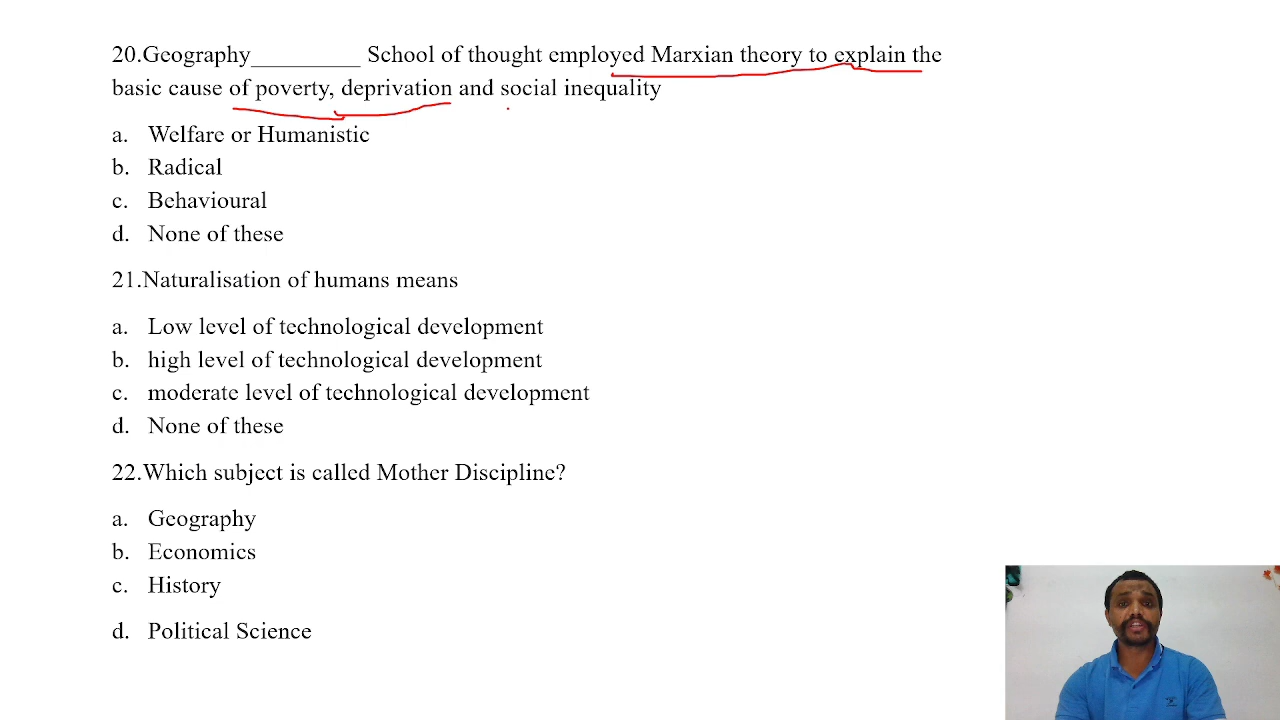 20.Geography_________ School of thought employed Marxian theory to explain the
basic cause of poverty, deprivation and social inequality
a. Welfare or Humanistic
b. Radical
c. Behavioural
d. None of these
21.Naturalisation of humans means
a. Low level of technological development
b. high level of technological development
c. moderate level of technological development
d. None of these
22.Which subject is called Mother Discipline?
a. Geography
b. Economics
c. History
d. Political Science